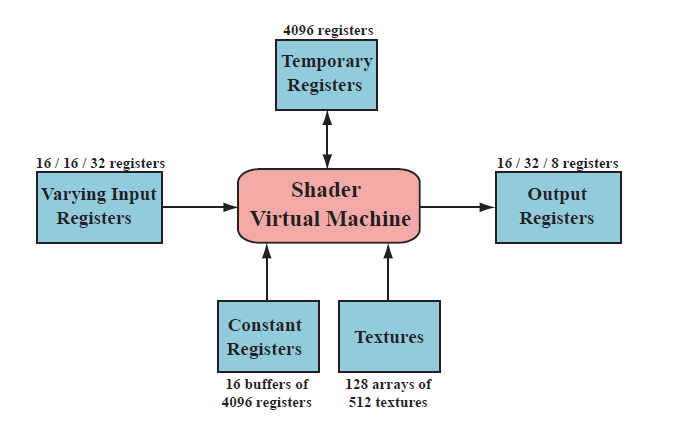 4096 registers
Temporary
Registers
16 / 16 / 32 registers
Varying Input
Registers
Shader
Virtual Machine
16 / 32 / 8 registers
Output
Registers
Constant
Registers
16 buffers of
4096 registers
Textures
128 arrays of
512 textures